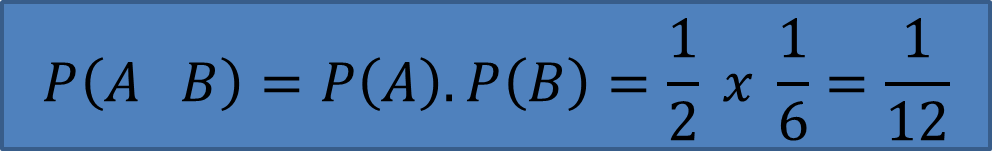 P(A B) = P(A). P(B) = 1/2 x 1/6 = 1/12